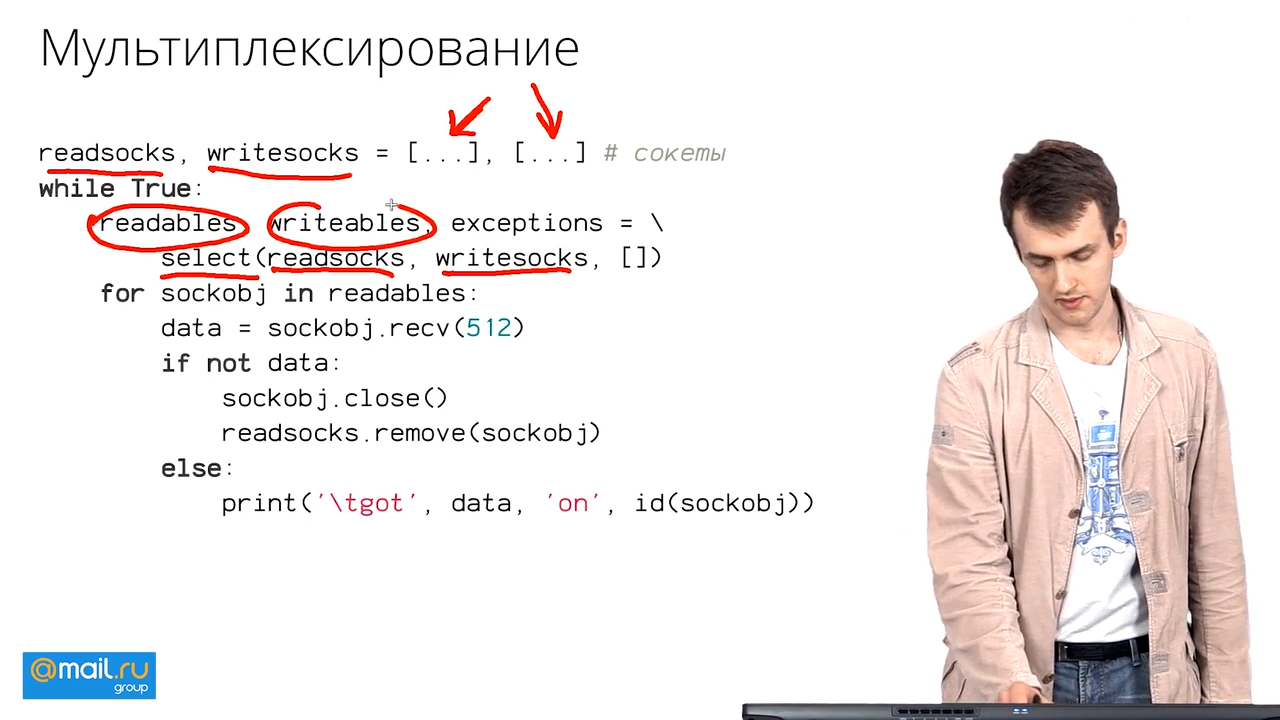 Мультиплексирование
readsocks, writesocks = [...], [...] # сокеты
while True:
    readables, writeables, exceptions = \
        select(readsocks, writesocks, [])
    for sockobj in readables:
        data = sockobj.recv(512)
        if not data:
            sockobj.close()
            readsocks.remove(sockobj)
        else:
            print('\tgot', data, 'on', id(sockobj))
@mail.ru
group